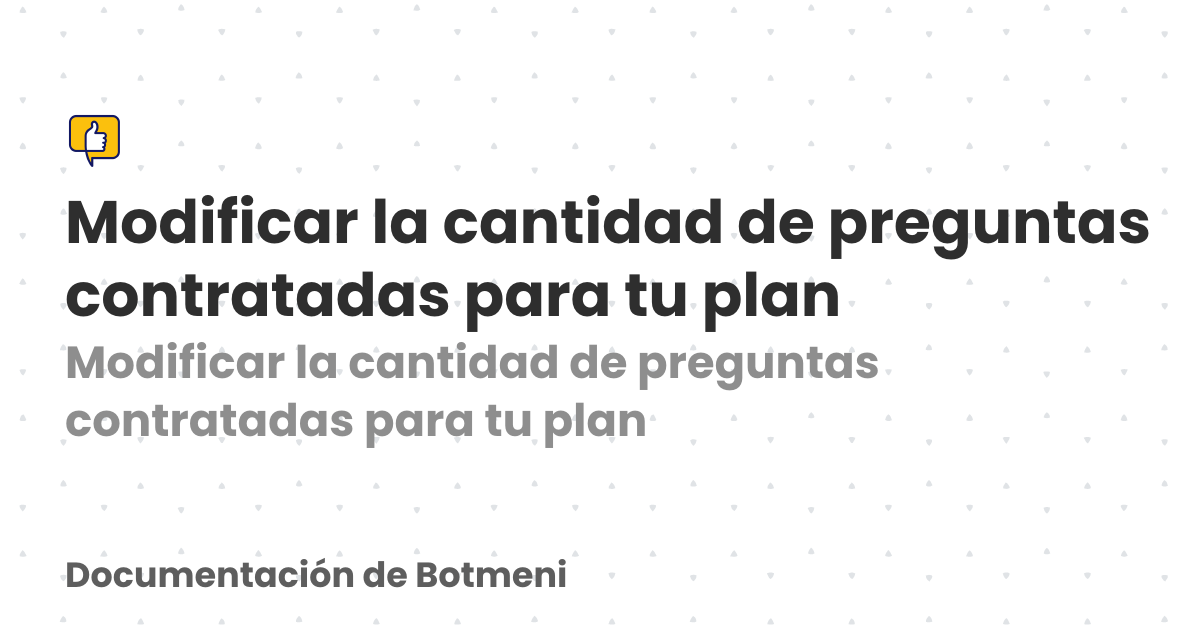 Modificar la cantidad de preguntas
contratadas para tu plan
Modificar la cantidad de preguntas
contratadas para tu plan
Documentación de Botmeni